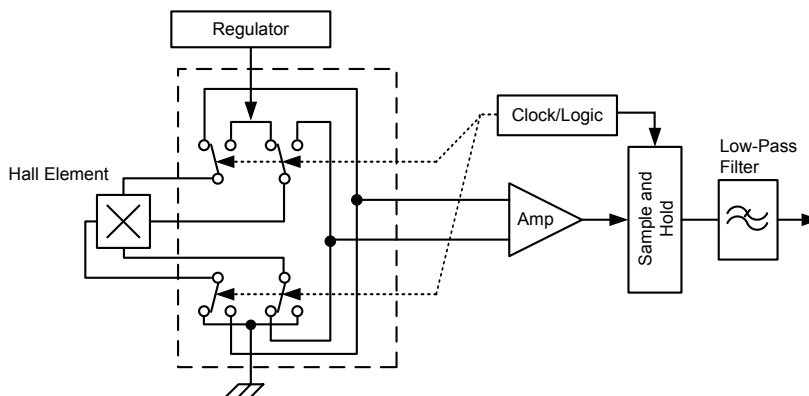 Regulator
Clock/Logic
Hall Element
Low-Pass
Filter
Amp
Sample and
Hold